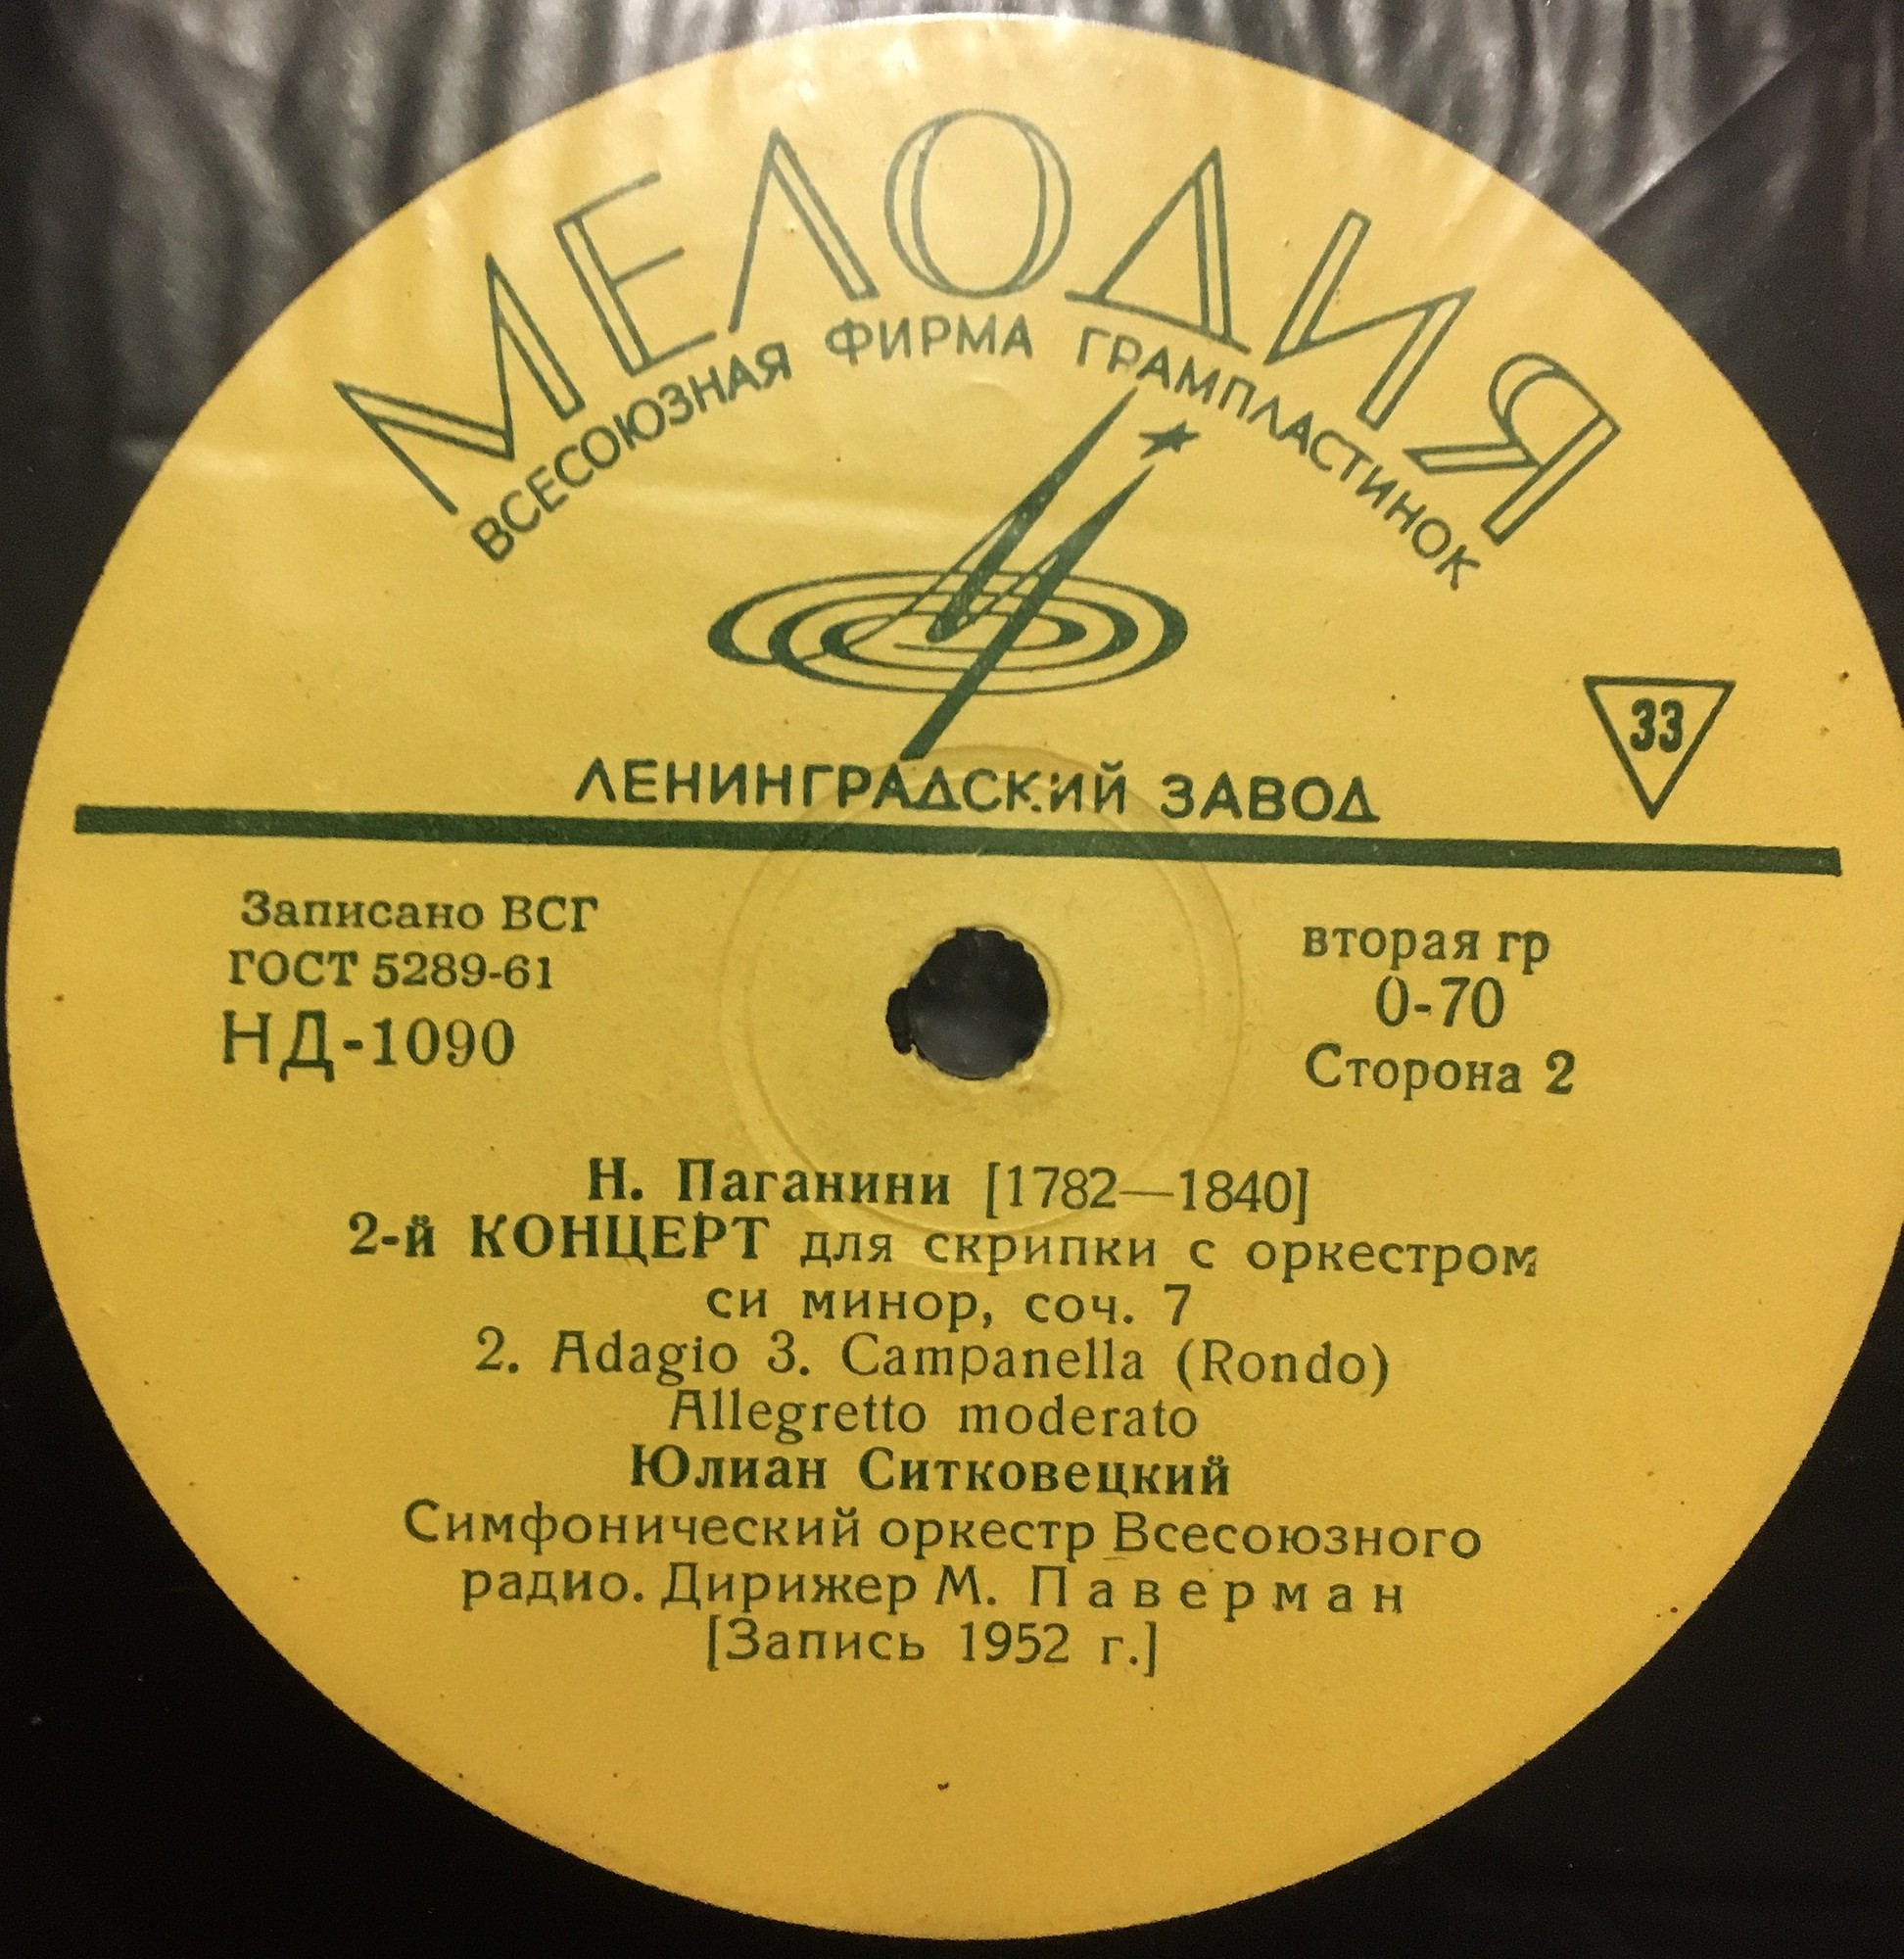 МЕЛОДИЯ
ВСЕСОЮЗНАЯ ФИРМА ГРАМПЛАСТИНОК
33
ЛЕНИНГРАДСКИЙ ЗАВОД
Записано ВСГ
ГОСТ 5289-61
НД-1090
вторая гр
0-70
Сторона 2
Н. Паганини [1782—1840]
2-й КОНЦЕРТ для скрипки с оркестром
си минор, соч. 7
2. Adagio 3. Campanella (Rondo)
Allegretto moderato
Юлиан Ситковецкий
Симфонический оркестр Всесоюзного
радио. Дирижер М. Паверман
[Запись 1952 г.]